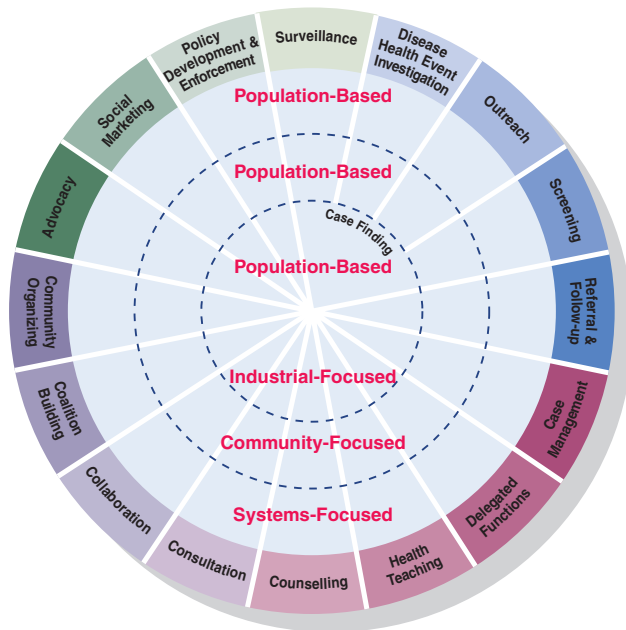 Surveillance
Disease
Health Event
Investigation
Outreach
Screening
Referral &
Follow-up
Case
Management
Delegated
Functions
Health
Teaching
Counselling
Consultation
Collaboration
Coalition
Building
Community
Organizing
Advocacy
Social
Marketing
Policy
Development &
Enforcement
Population-Based
Population-Based
Case Finding
Population-Based
Industrial-Focused
Community-Focused
Systems-Focused